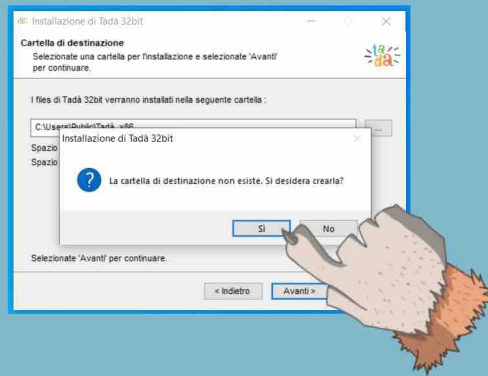 Installazione di Tadà 32bit
Cartella di destinazione
Selezionate una cartella per l'installazione e selezionate 'Avanti'
per continuare.
ta
da
I files di Tadà 32bit verranno installati nella seguente cartella :
C:\Users\Public\Tadà_x86
...
Spazio
Spazio
Installazione di Tadà 32bit
La cartella di destinazione non esiste. Si desidera crearla?
Sì
No
Selezionate 'Avanti' per continuare.
< Indietro
Avanti >